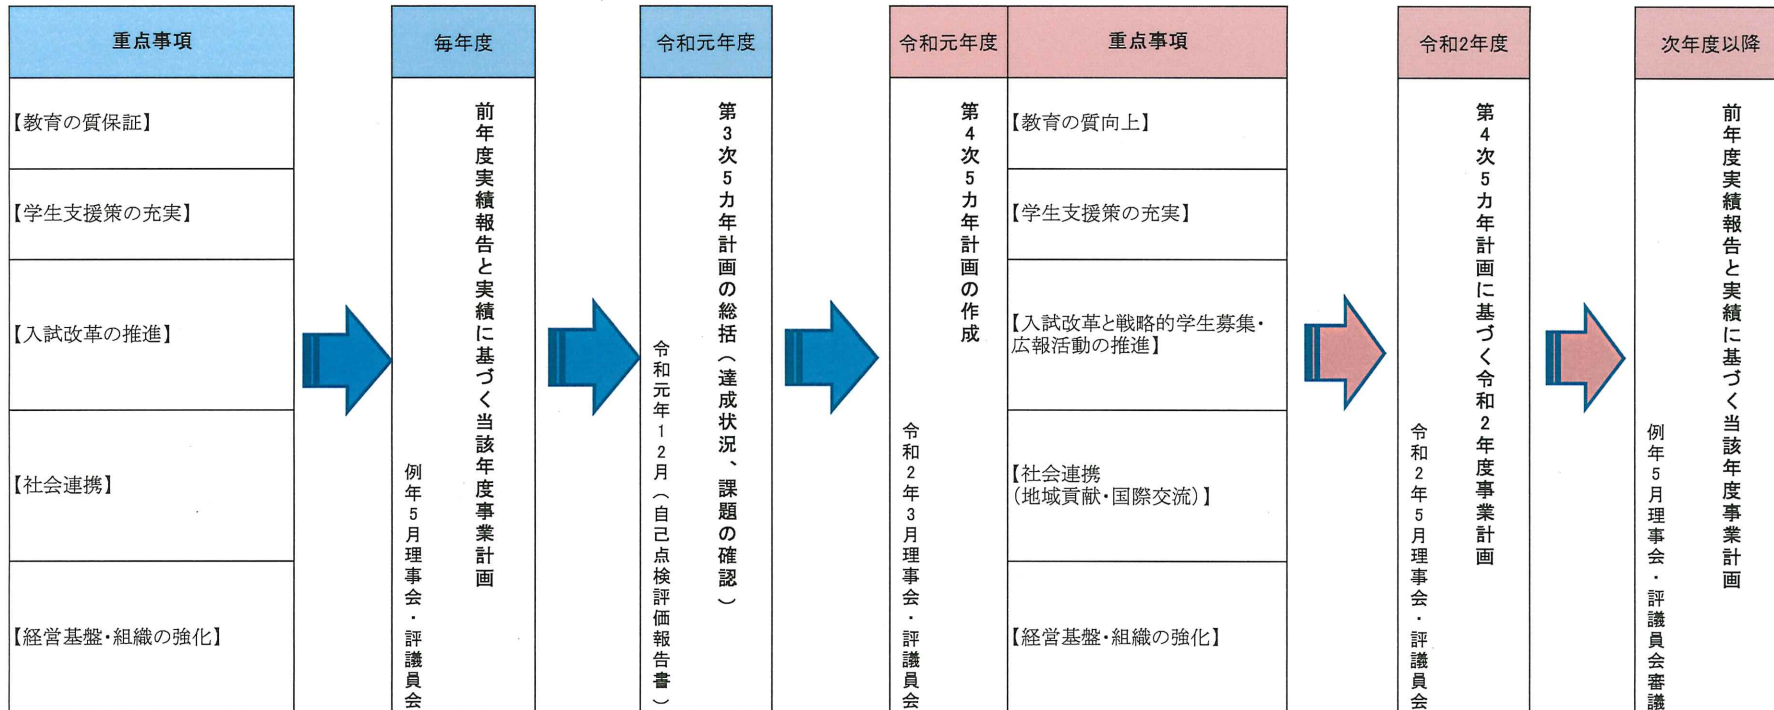 重点事項
【教育の質保証】
【学生支援策の充実】
【入試改革の推進】
【社会連携】
【経営基盤・組織の強化】
毎年度
前年度実績報告と実績に基づく当該年度事業計画
例年5月理事会・評議員会
令和元年度
第3次5カ年計画の総括（達成状況、課題の確認）
令和元年12月（自己点検評価報告書）
令和元年度
第4次5カ年計画の作成
令和2年3月理事会・評議員会
重点事項
【教育の質向上】
【学生支援策の充実】
【入試改革と戦略的学生募集・
広報活動の推進】
【社会連携
（地域貢献・国際交流）】
【経営基盤・組織の強化】
令和2年度
第4次5カ年計画に基づく令和2年度事業計画
令和2年5月理事会・評議員会
次年度以降
前年度実績報告と実績に基づく当該年度事業計画
例年5月理事会・評議員会審議